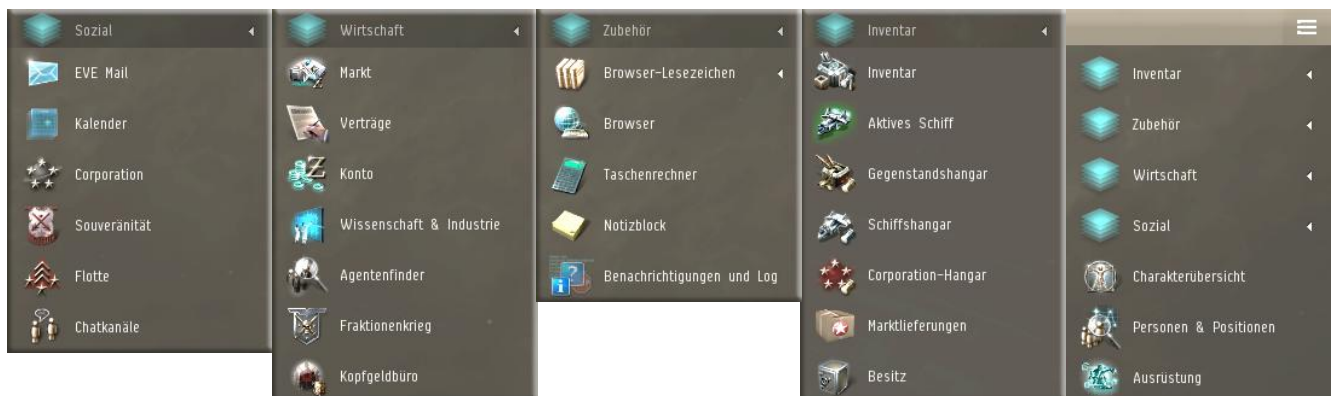 Sozial
EVE Mail
Kalender
Corporation
Souveränität
Flotte
Chatkanäle
Wirtschaft
Markt
Verträge
Konto
Wissenschaft & Industrie
Agentenfinder
Fraktionenkrieg
Kopfgeldbüro
Zubehör
Browser-Lesezeichen
Browser
Taschenrechner
Notizblock
Benachrichtigungen und Log
Inventar
Inventar
Aktives Schiff
Gegenstandshangar
Schiffshangar
Corporation-Hangar
Marktlieferungen
Besitz
Inventar
Zubehör
Wirtschaft
Sozial
Charakterübersicht
Personen & Positionen
Ausrüstung